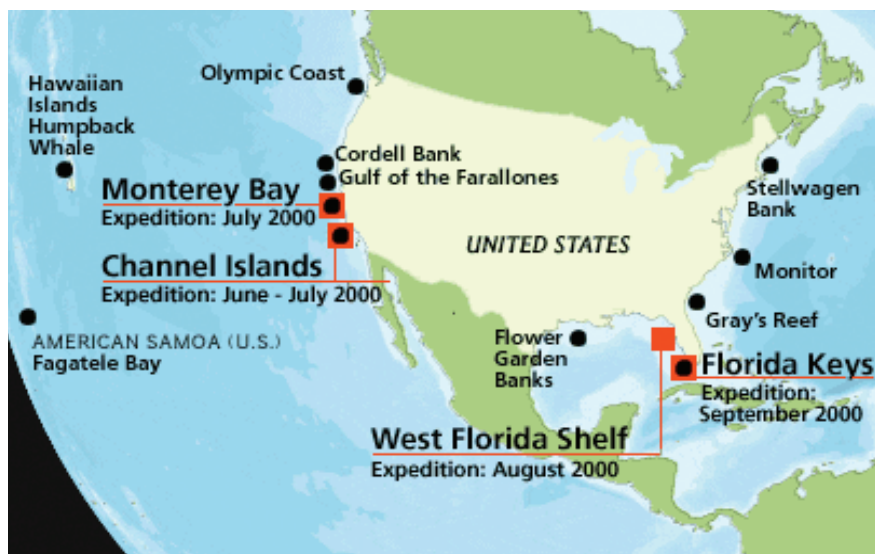 Hawaiian
Islands
Humpback
Whale
Olympic Coast
Cordell Bank
Gulf of the Farallones
Monterey Bay
Expedition: July 2000
Channel Islands
Expedition: June - July 2000
AMERICAN SAMOA (U.S.)
Fagatele Bay
UNITED STATES
Stellwagen
Bank
Monitor
Gray's Reef
Flower
Garden
Banks
Florida Keys
Expedition:
September 2000
West Florida Shelf
Expedition: August 2000